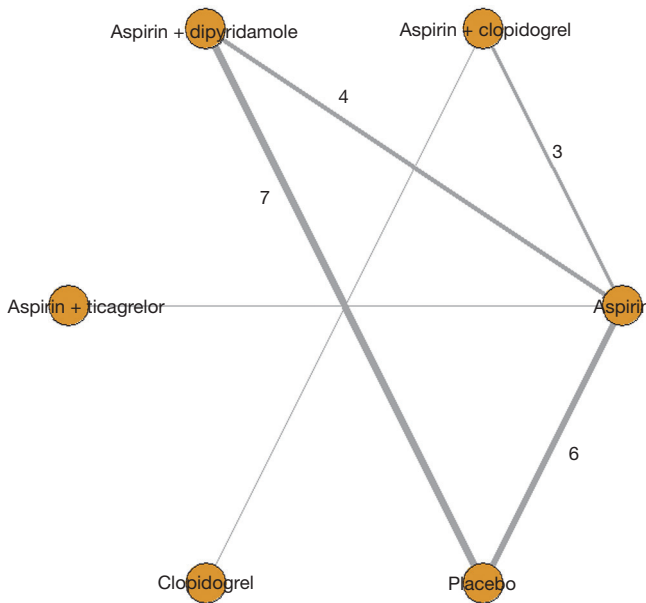 Aspirin + dipyridamole
Aspirin + clopidogrel
4
3
7
Aspirin + ticagrelor
Aspirin
6
Clopidogrel
Placebo